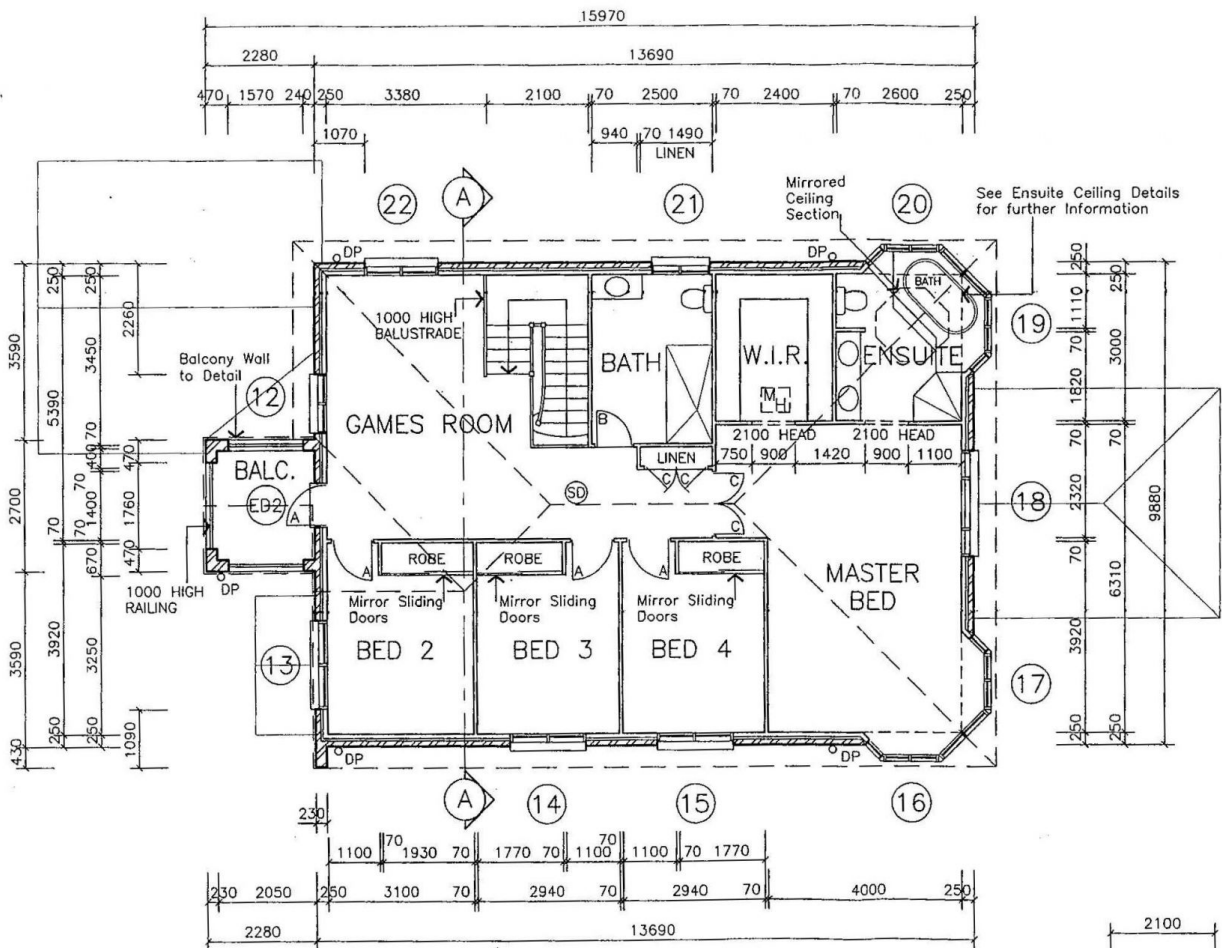 15970
2280 13690
470 1570 240 250 3380 2100 70 2500 70 2400 70 2600 250
1070 940 70 1490
LINEN
22 A 21 20
Mirrored
Ceiling
Section
See Ensuite Ceiling Details
for further Information
DP DP
BATH
1000 HIGH
BALUSTRADE
19
Balcony Wall
to Detail
12
BATH W.I.R. ENSUITE
MH
GAMES ROOM
B
2100 HEAD 2100 HEAD
LINEN 750 900 1420 900 1100
BALC.
C C C
ED2 A SD 18
C
ROBE ROBE ROBE
A A A
DP
1000 HIGH
RAILING
Mirror Sliding
Doors
Mirror Sliding
Doors
Mirror Sliding
Doors
MASTER
BED
BED 2 BED 3 BED 4
13 17
DP DP
A 14 15 16
3590 2700 3590 430
250 5390 70 3920 250
250 3450 70 400 70 1400 70 670 3250 250
2260 470 1760 470 1090
250 1110 70 1820 70 2320 70 3920 250
250 3000 70 6310 250
9880
230
1100 70 1930 70 1770 70 1100 70 1100 70 1770
230 2050 250 3100 70 2940 70 2940 70 4000 250
2280 13690
2100